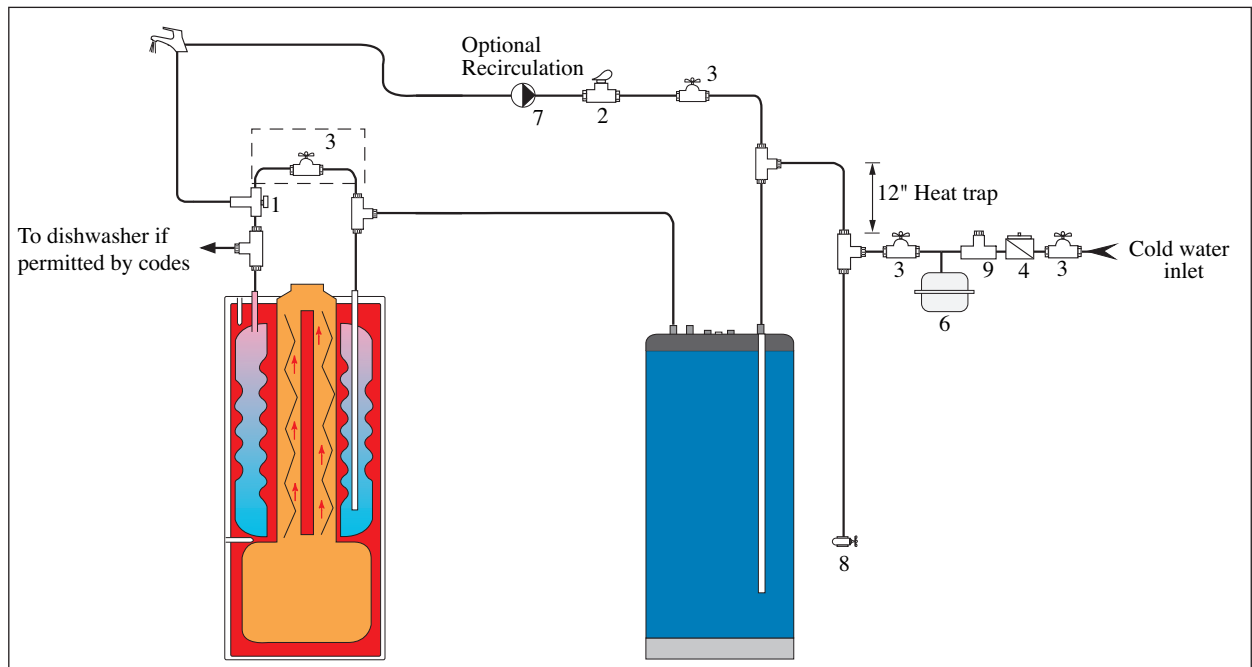 Optional
Recirculation
3
7
2
3
1
12" Heat trap
To dishwasher if
permitted by codes
Cold water
inlet
3
9
4
3
6
8